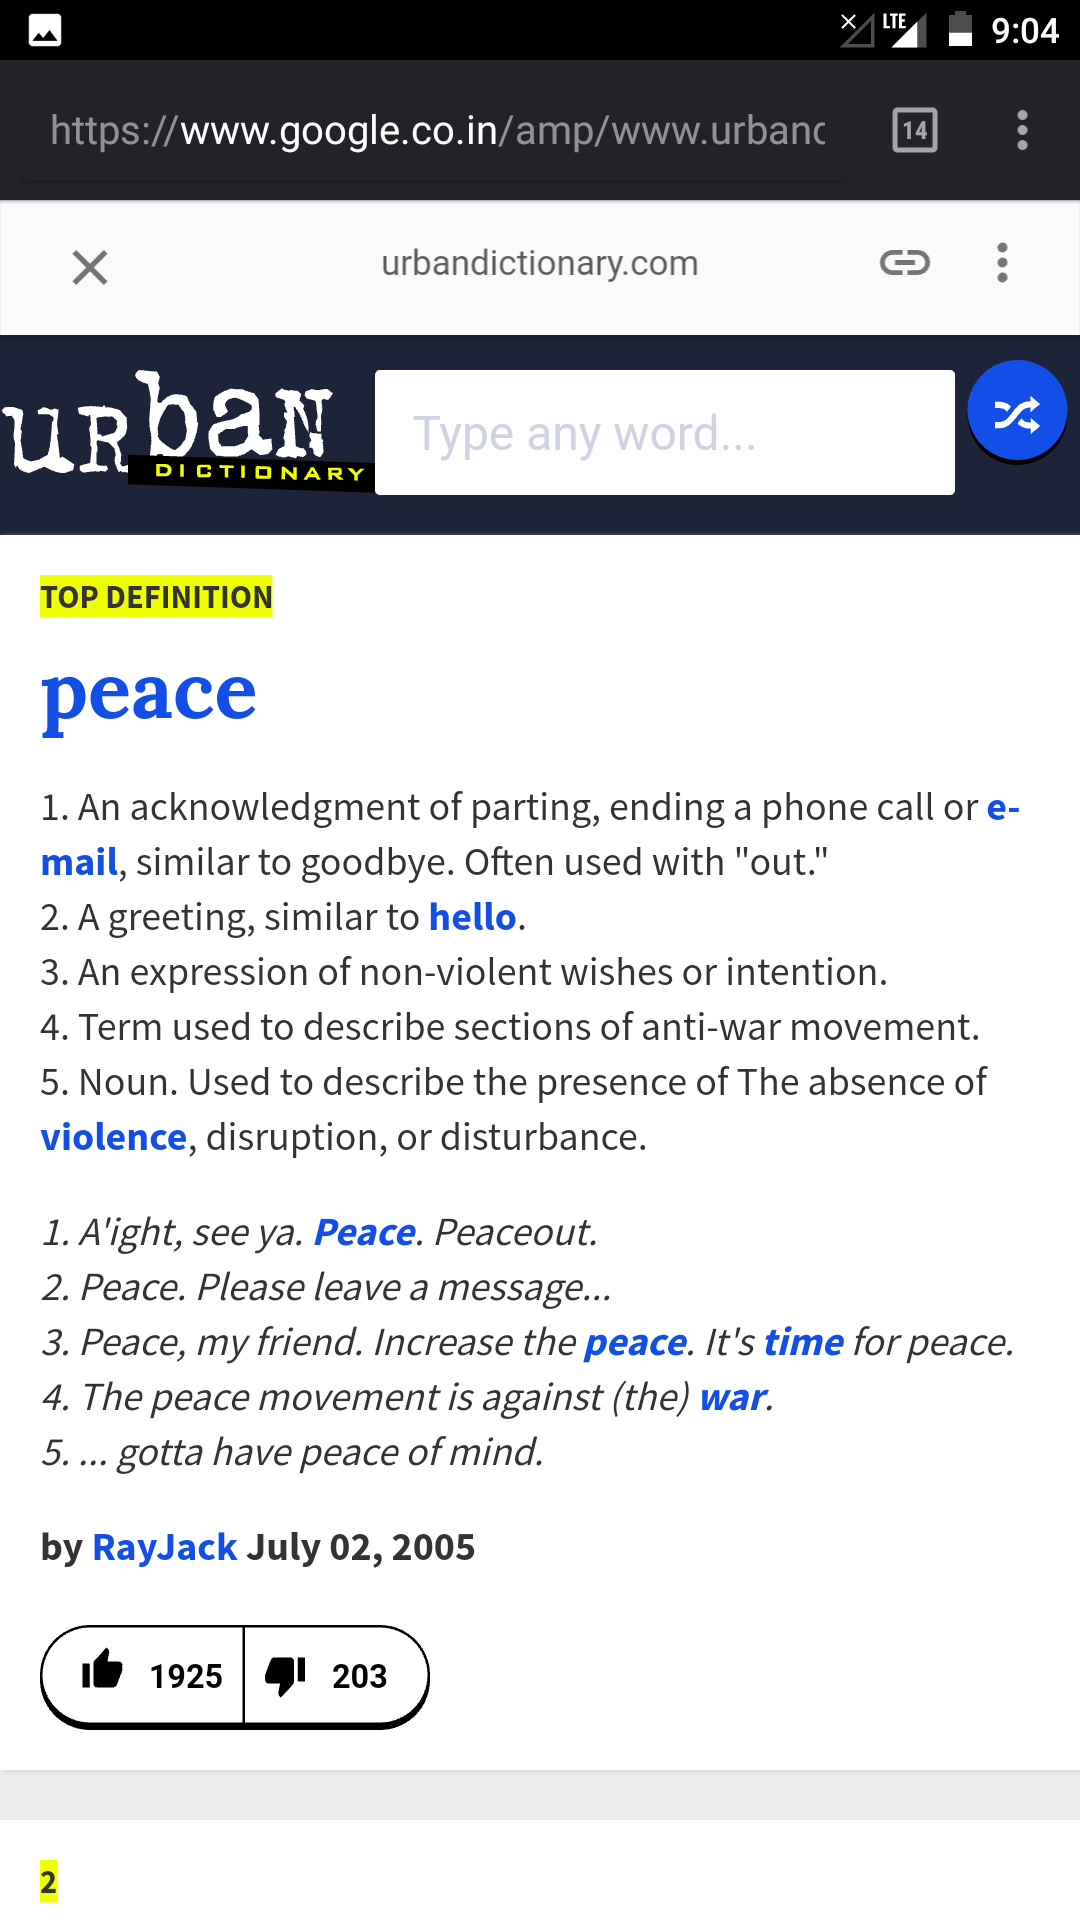 LTE 9:04
https://www.google.co.in/amp/www.urband
14
urbandictionary.com
urban
DICTIONARY
Type any word...
TOP DEFINITION
peace
1. An acknowledgment of parting, ending a phone call or e-
mail, similar to goodbye. Often used with "out."
2. A greeting, similar to hello.
3. An expression of non-violent wishes or intention.
4. Term used to describe sections of anti-war movement.
5. Noun. Used to describe the presence of The absence of
violence, disruption, or disturbance.
1. A'ight, see ya. Peace. Peaceout.
2. Peace. Please leave a message...
3. Peace, my friend. Increase the peace. It's time for peace.
4. The peace movement is against (the) war.
5. ... gotta have peace of mind.
by RayJack July 02, 2005
1925 203
2